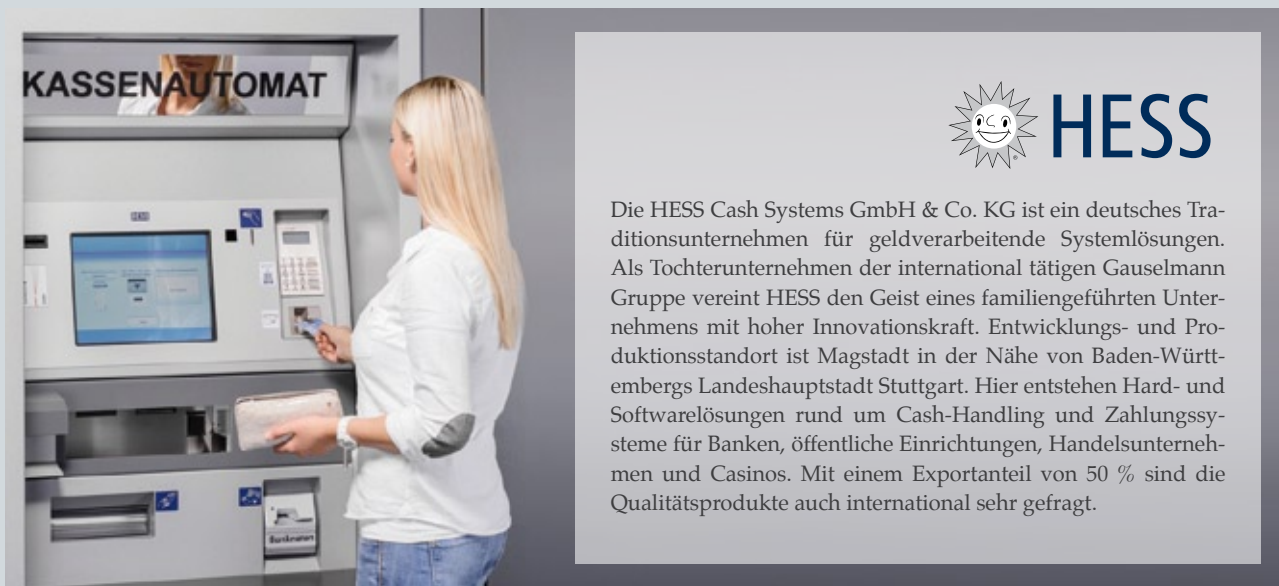 KASSENAUTOMAT
HESS
HESS
Die HESS Cash Systems GmbH & Co. KG ist ein deutsches Tra-
ditionsunternehmen für geldverarbeitende Systemlösungen.
Als Tochterunternehmen der international tätigen Gauselmann
Gruppe vereint HESS den Geist eines familiengeführten Unter-
nehmens mit hoher Innovationskraft. Entwicklungs- und Pro-
duktionsstandort ist Magstadt in der Nähe von Baden-Württ-
embergs Landeshauptstadt Stuttgart. Hier entstehen Hard- und
Softwarelösungen rund um Cash-Handling und Zahlungssy-
steme für Banken, öffentliche Einrichtungen, Handelsunterneh-
men und Casinos. Mit einem Exportanteil von 50 % sind die
Qualitätsprodukte auch international sehr gefragt.
Banknoten